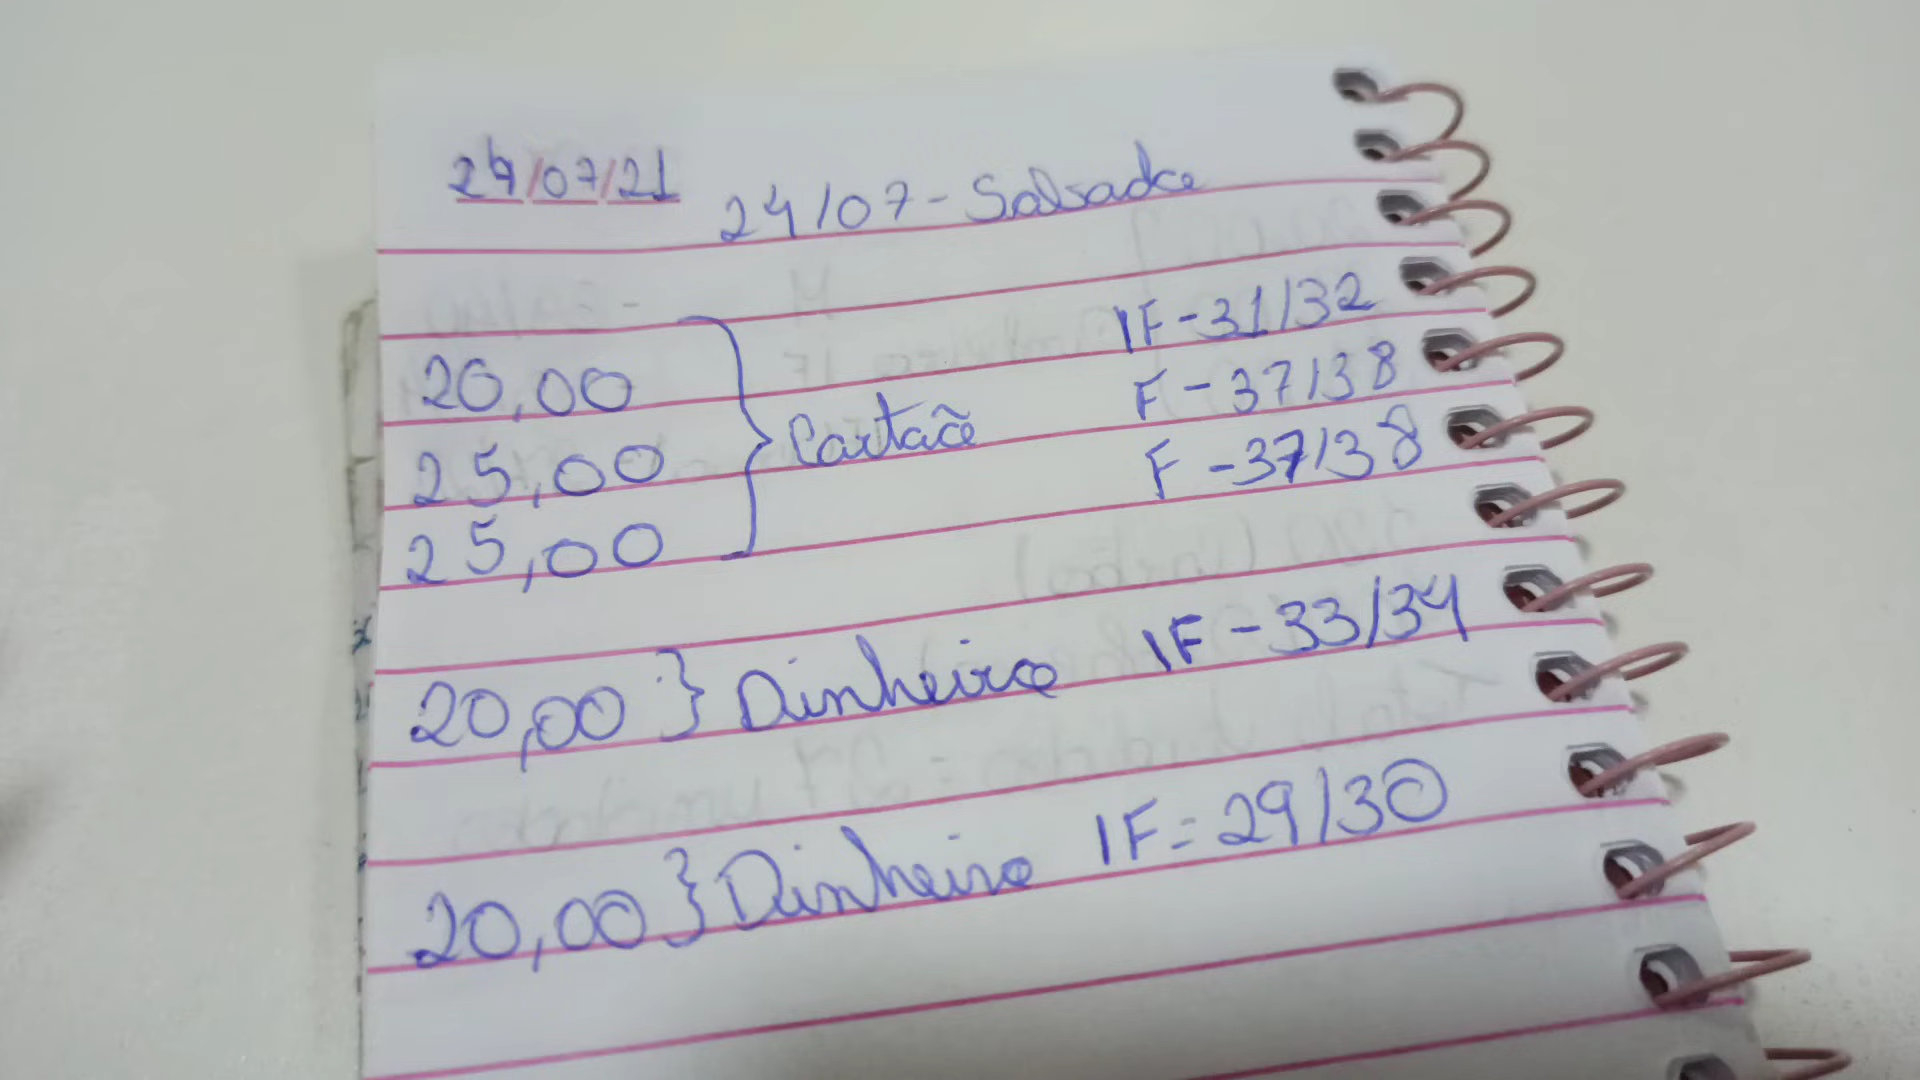 24/07/21 24/07 - Sabado
20,00 IF - 31/32
25,00 } Cartão F - 37/38
25,00 F - 37/38
20,00 } Dinheiro IF - 33/34
20,00 } Dinheiro IF = 29/30